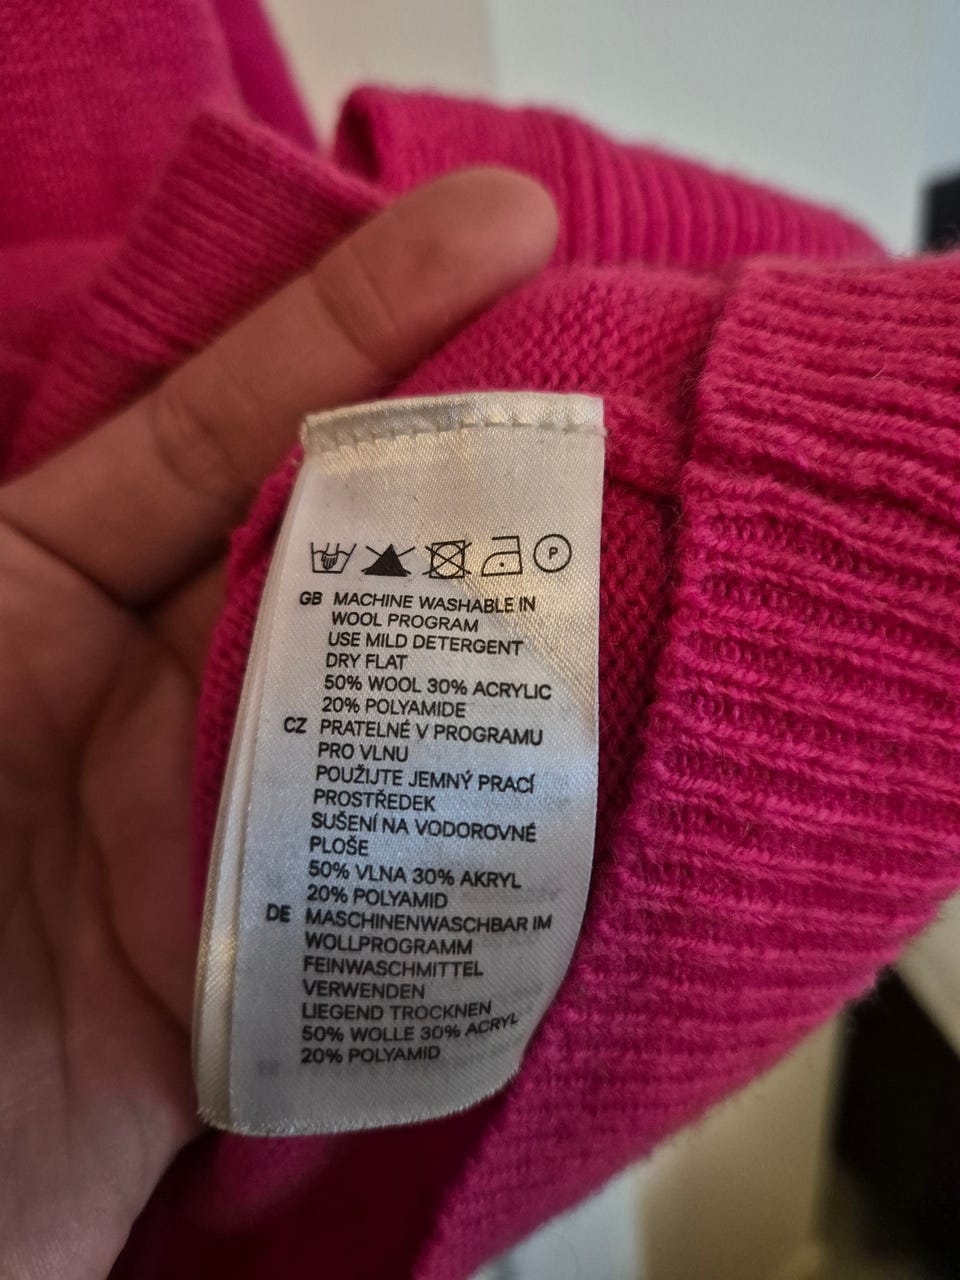 P
GB MACHINE WASHABLE IN
WOOL PROGRAM
USE MILD DETERGENT
DRY FLAT
50% WOOL 30% ACRYLIC
20% POLYAMIDE
CZ PRATELNÉ V PROGRAMU
PRO VLNU
POUŽIJTE JEMNÝ PRACÍ
PROSTŘEDEK
SUŠENÍ NA VODOROVNÉ
PLOŠE
50% VLNA 30% AKRYL
20% POLYAMID
DE MASCHINENWASCHBAR IM
WOLLPROGRAMM
FEINWASCHMITTEL
VERWENDEN
LIEGEND TROCKNEN
50% WOLLE 30% ACRYL
20% POLYAMID